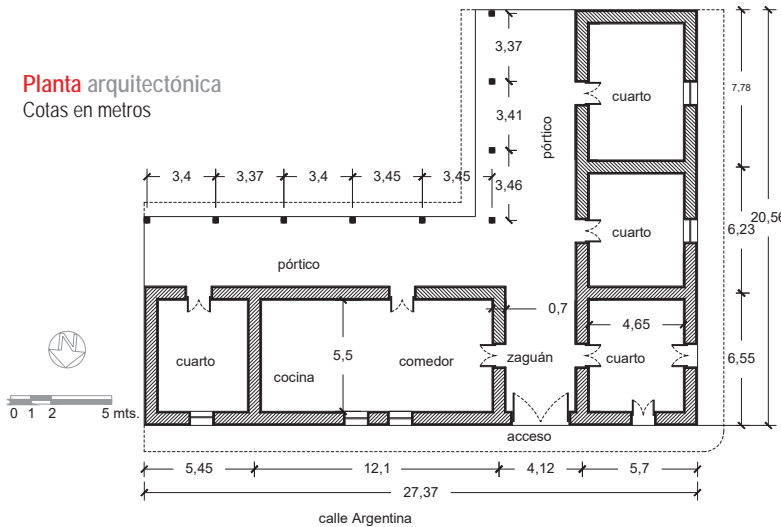 Planta arquitectónica
Cotas en metros
3,37
3,41
3,46
pórtico
cuarto
7,78
3,4
3,37
3,4
3,45
3,45
cuarto
6,23
20,56
pórtico
0,7
4,65
N
cuarto
cocina
5,5
comedor
zaguán
cuarto
6,55
0 1 2 5 mts.
acceso
5,45
12,1
4,12
5,7
27,37
calle Argentina